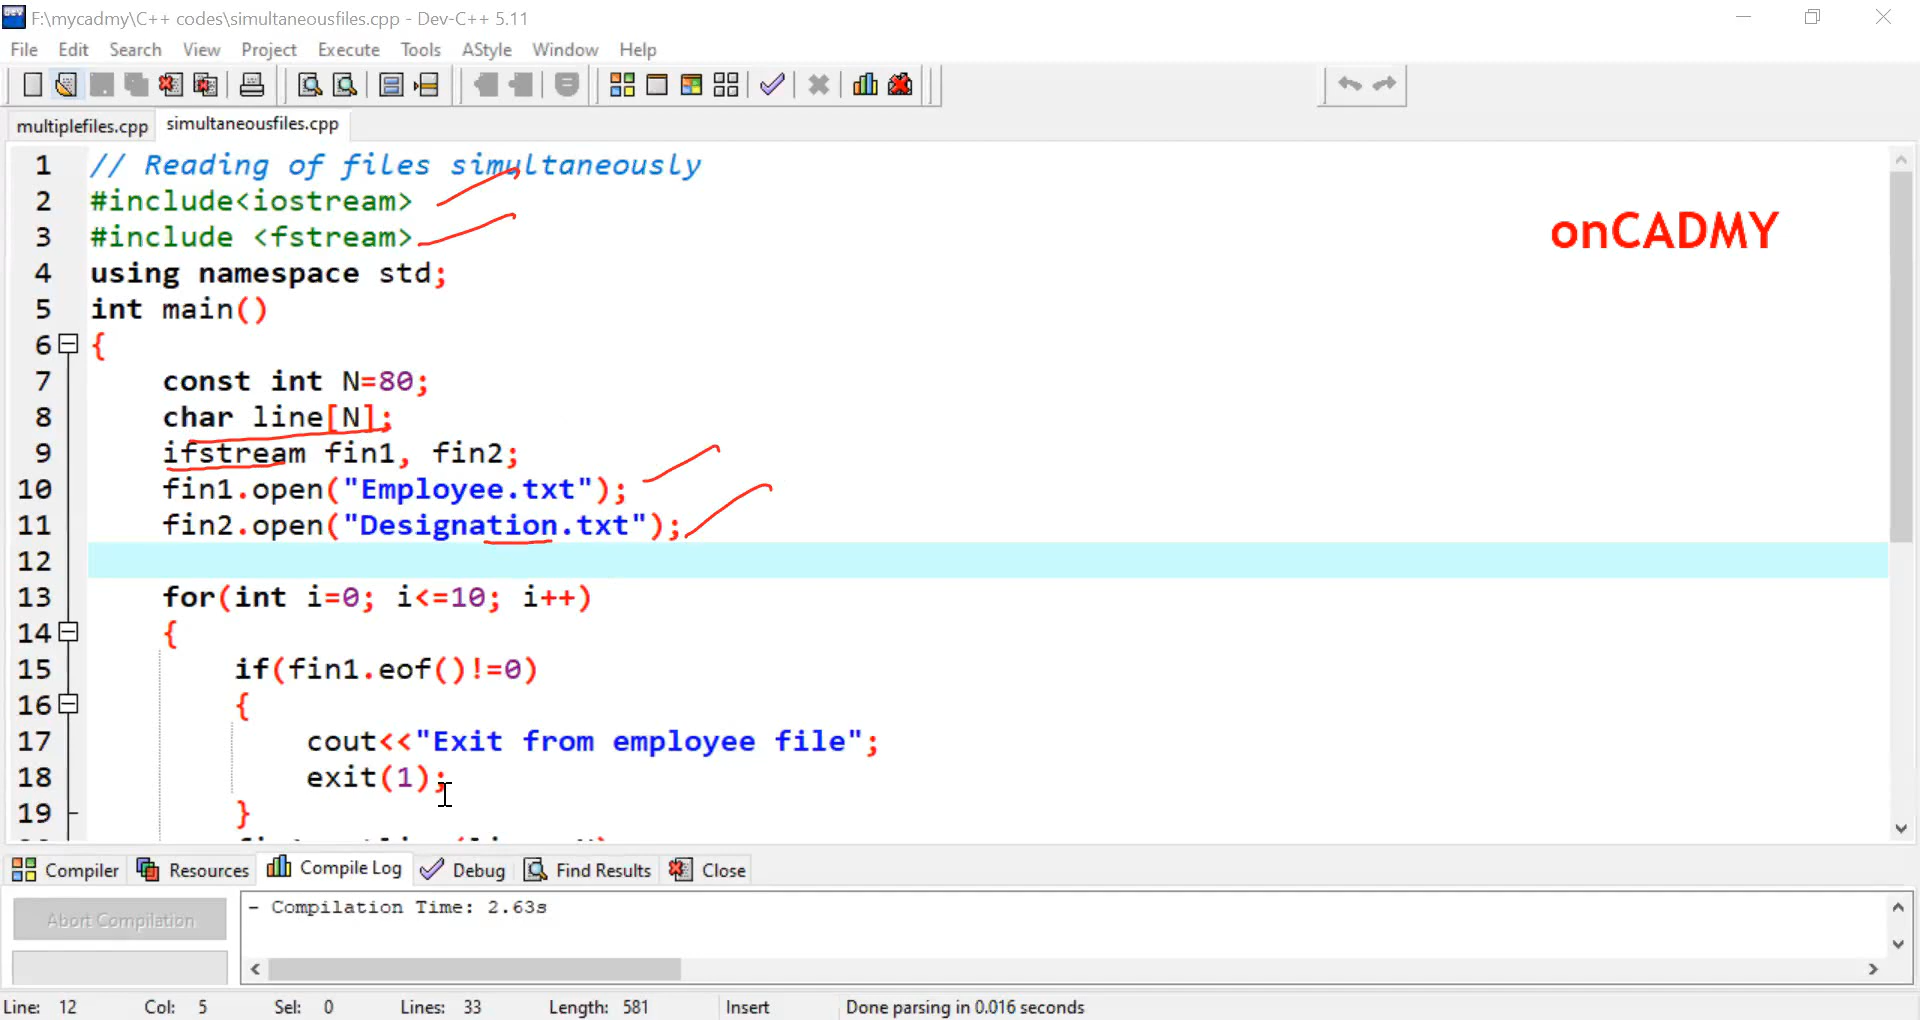 F:\mycadmy\C++ codes\simultaneousfiles.cpp - Dev-C++ 5.11
File Edit Search View Project Execute Tools AStyle Window Help
multiplefiles.cpp simultaneousfiles.cpp
1 // Reading of files simultaneously
2 #include<iostream>
3 #include <fstream>
onCADMY
4 using namespace std;
5 int main()
6 {
7 const int N=80;
8 char line[N];
9 ifstream fin1, fin2;
10 fin1.open("Employee.txt");
11 fin2.open("Designation.txt");
12
13 for(int i=0; i<=10; i++)
14 {
15 if(fin1.eof()!=0)
16 {
17 cout<<"Exit from employee file";
18 exit(1);
19 }
Compiler Resources Compile Log Debug Find Results Close
Abort Compilation
- Compilation Time: 2.63s
Line: 12 Col: 5 Sel: 0 Lines: 33 Length: 581 Insert Done parsing in 0.016 seconds